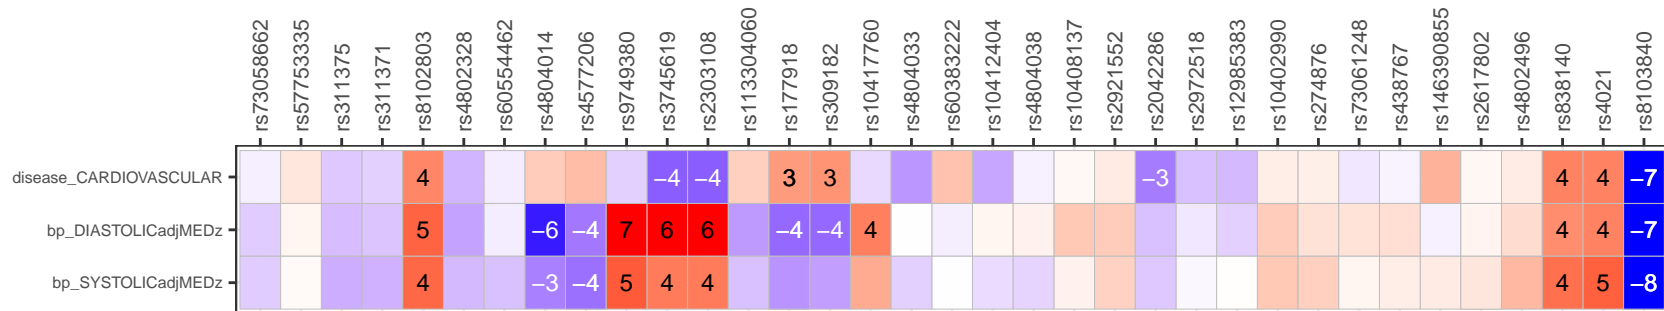 rs73058662 rs57753335 rs311375 rs311371 rs8102803 rs4802328 rs60554462 rs4804014 rs4577206 rs9749380 rs3745619 rs2303108 rs113304060 rs1777918 rs309182 rs10417760 rs4804033 rs60383222 rs10412404 rs4804038 rs10408137 rs2921552 rs2042286 rs2972518 rs12985383 rs10402990 rs274876 rs73061248 rs438767 rs146390855 rs2617802 rs4802496 rs838140 rs4021 rs8103840
disease_CARDIOVASCULAR 4 −4 −4 3 3 −3 4 4 −7
bp_DIASTOLICadjMEDz 5 −6 −4 7 6 6 −4 −4 4 4 4 −7
bp_SYSTOLICadjMEDz 4 −3 −4 5 4 4 4 5 −8